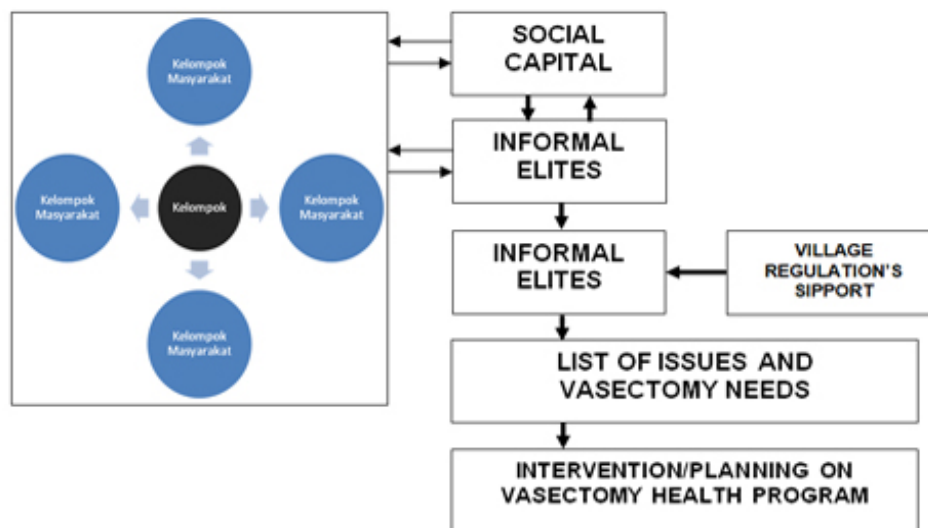 Kelompok
Masyarakat
Kelompok
Masyarakat
Kelompok
Kelompok
Masyarakat
Kelompok
Masyarakat
SOCIAL
CAPITAL
INFORMAL
ELITES
INFORMAL
ELITES
VILLAGE
REGULATION'S
SIPPORT
LIST OF ISSUES AND
VASECTOMY NEEDS
INTERVENTION/PLANNING ON
VASECTOMY HEALTH PROGRAM